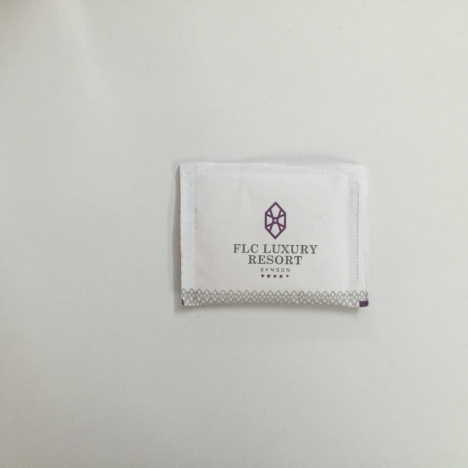 FLC LUXURY
RESORT
SAMSON
★★★★★